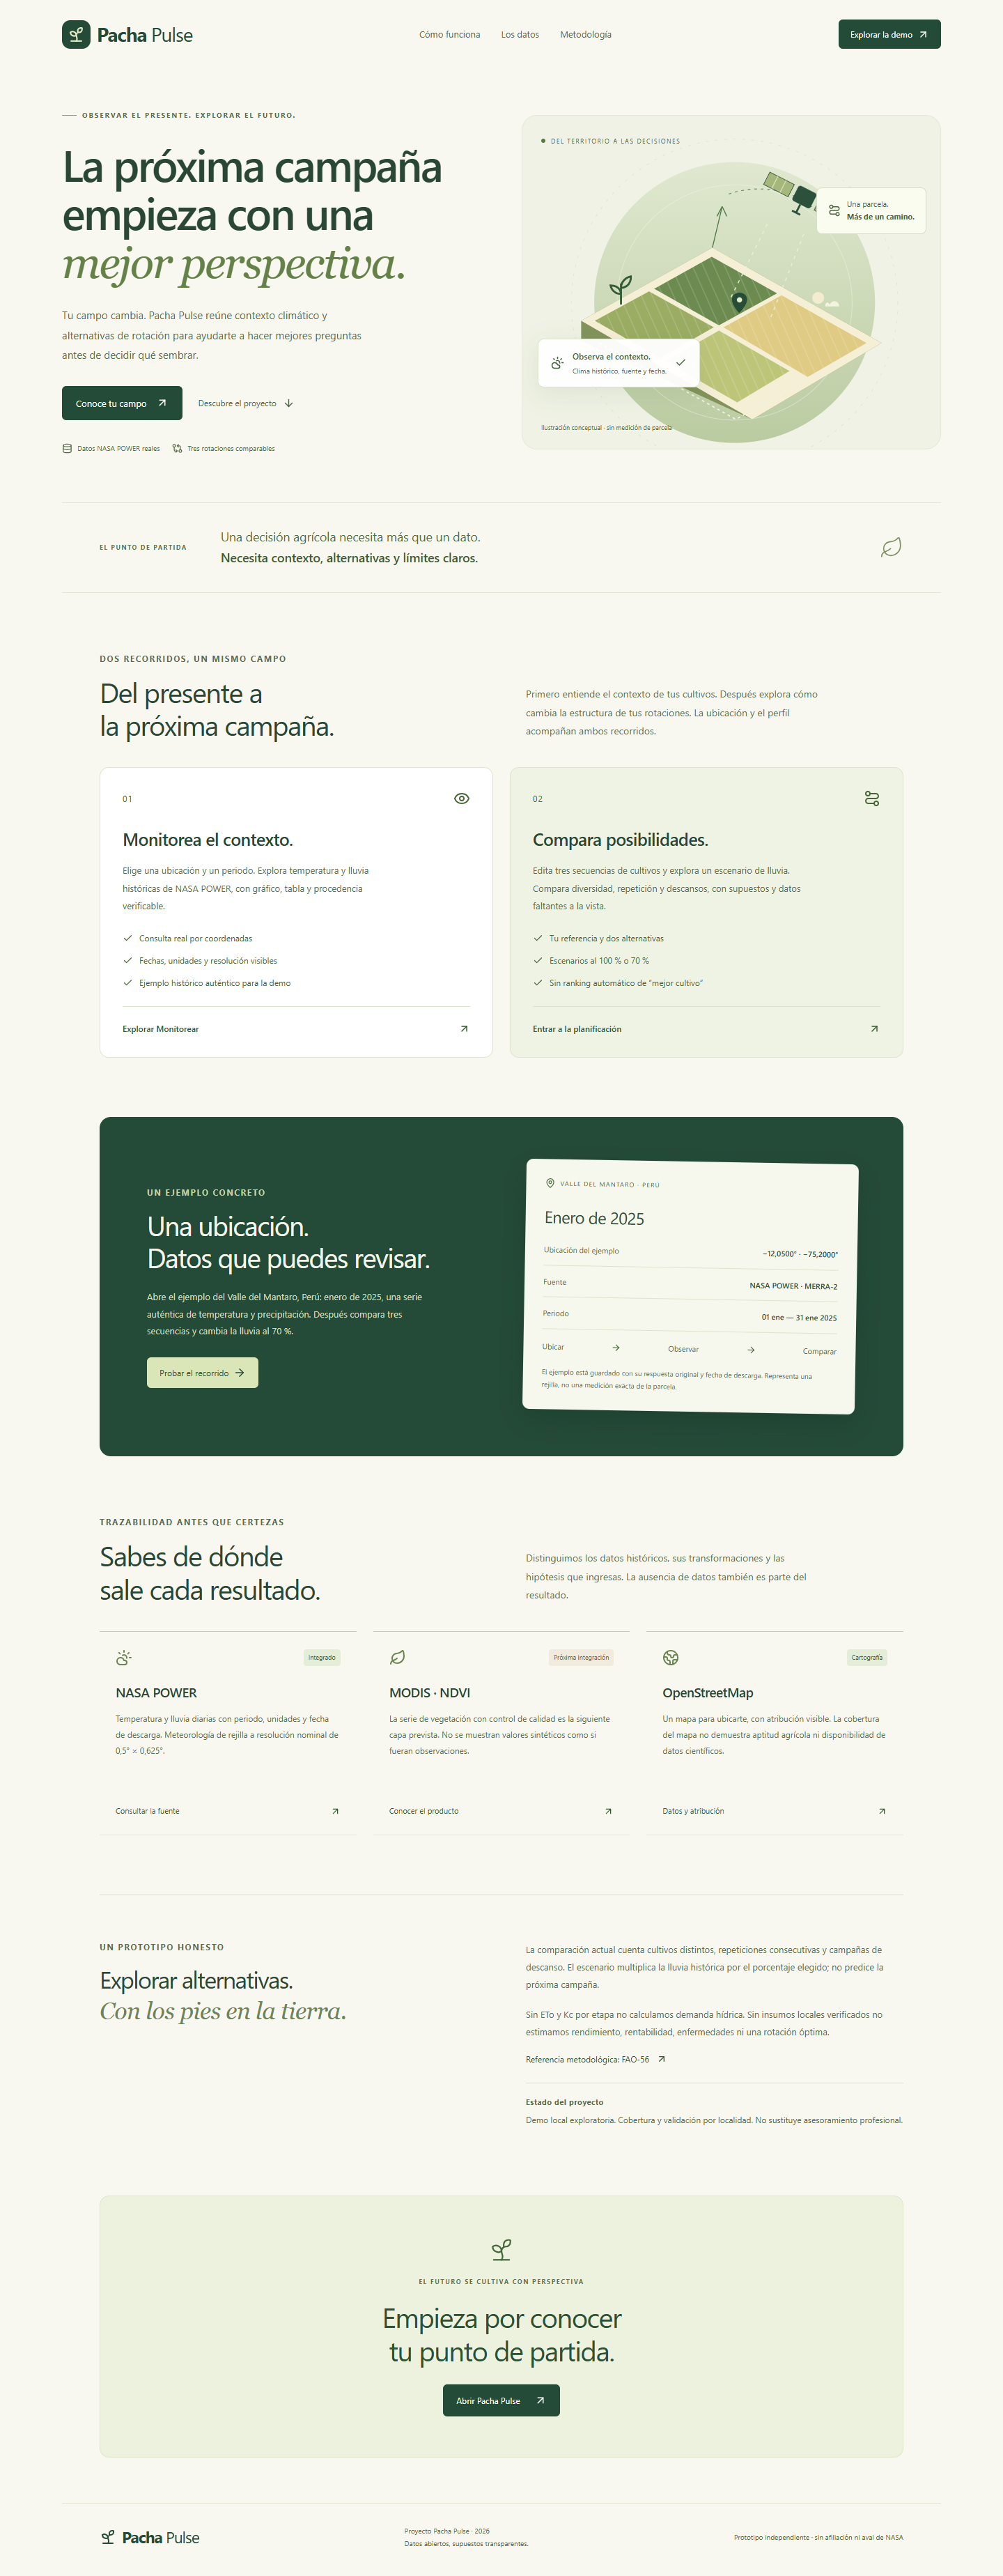 Pacha Pulse
Cómo funciona
Los datos
Metodología
Explorar la demo
OBSERVAR EL PRESENTE. EXPLORAR EL FUTURO.
La próxima campaña
empieza con una
mejor perspectiva.
Tu campo cambia. Pacha Pulse reúne contexto climático y
alternativas de rotación para ayudarte a hacer mejores preguntas
antes de decidir qué sembrar.
Conoce tu campo
Descubre el proyecto
Datos NASA POWER reales
Tres rotaciones comparables
DEL TERRITORIO A LAS DECISIONES
Una parcela.
Más de un camino.
Observa el contexto.
Clima histórico, fuente y fecha.
Ilustración conceptual · sin medición de parcela
EL PUNTO DE PARTIDA
Una decisión agrícola necesita más que un dato.
Necesita contexto, alternativas y límites claros.
DOS RECORRIDOS, UN MISMO CAMPO
Del presente a
la próxima campaña.
Primero entiende el contexto de tus cultivos. Después explora cómo
cambia la estructura de tus rotaciones. La ubicación y el perfil
acompañan ambos recorridos.
01
Monitorea el contexto.
Elige una ubicación y un periodo. Explora temperatura y lluvia
históricas de NASA POWER, con gráfico, tabla y procedencia
verificable.
Consulta real por coordenadas
Fechas, unidades y resolución visibles
Ejemplo histórico auténtico para la demo
Explorar Monitorear
02
Compara posibilidades.
Edita tres secuencias de cultivos y explora un escenario de lluvia.
Compara diversidad, repetición y descansos, con supuestos y datos
faltantes a la vista.
Tu referencia y dos alternativas
Escenarios al 100 % o 70 %
Sin ranking automático de “mejor cultivo”
Entrar a la planificación
UN EJEMPLO CONCRETO
Una ubicación.
Datos que puedes revisar.
Abre el ejemplo del Valle del Mantaro, Perú: enero de 2025, una serie
auténtica de temperatura y precipitación. Después compara tres
secuencias y cambia la lluvia al 70 %.
Probar el recorrido
VALLE DEL MANTARO · PERÚ
Enero de 2025
Ubicación del ejemplo
−12,0500° · −75,2000°
Fuente
NASA POWER · MERRA-2
Periodo
01 ene — 31 ene 2025
Ubicar
Observar
Comparar
El ejemplo está guardado con su respuesta original y fecha de descarga. Representa una
rejilla, no una medición exacta de la parcela.
TRAZABILIDAD ANTES QUE CERTEZAS
Sabes de dónde
sale cada resultado.
Distinguimos los datos históricos, sus transformaciones y las
hipótesis que ingresas. La ausencia de datos también es parte del
resultado.
Integrado
NASA POWER
Temperatura y lluvia diarias con periodo, unidades y fecha
de descarga. Meteorología de rejilla a resolución nominal de
0,5° × 0,625°.
Consultar la fuente
Próxima integración
MODIS · NDVI
La serie de vegetación con control de calidad es la siguiente
capa prevista. No se muestran valores sintéticos como si
fueran observaciones.
Conocer el producto
Cartografía
OpenStreetMap
Un mapa para ubicarte, con atribución visible. La cobertura
del mapa no demuestra aptitud agrícola ni disponibilidad de
datos científicos.
Datos y atribución
UN PROTOTIPO HONESTO
Explorar alternativas.
Con los pies en la tierra.
La comparación actual cuenta cultivos distintos, repeticiones consecutivas y campañas de
descanso. El escenario multiplica la lluvia histórica por el porcentaje elegido; no predice la
próxima campaña.
Sin ETo y Kc por etapa no calculamos demanda hídrica. Sin insumos locales verificados no
estimamos rendimiento, rentabilidad, enfermedades ni una rotación óptima.
Referencia metodológica: FAO-56
Estado del proyecto
Demo local exploratoria. Cobertura y validación por localidad. No sustituye asesoramiento profesional.
EL FUTURO SE CULTIVA CON PERSPECTIVA
Empieza por conocer
tu punto de partida.
Abrir Pacha Pulse
Pacha Pulse
Proyecto Pacha Pulse · 2026
Datos abiertos, supuestos transparentes.
Prototipo independiente · sin afiliación ni aval de NASA